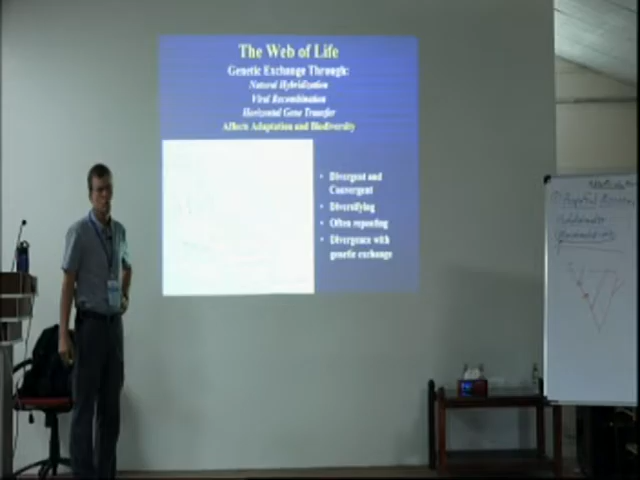 The Web of Life
Genetic Exchange Through:
Natural Hybridization
Viral Recombination
Horizontal Gene Transfer
Affects Adaptation and Biodiversity
• Divergent and
Convergent
• Diversifying
• Often repeating
• Divergence with
genetic exchange